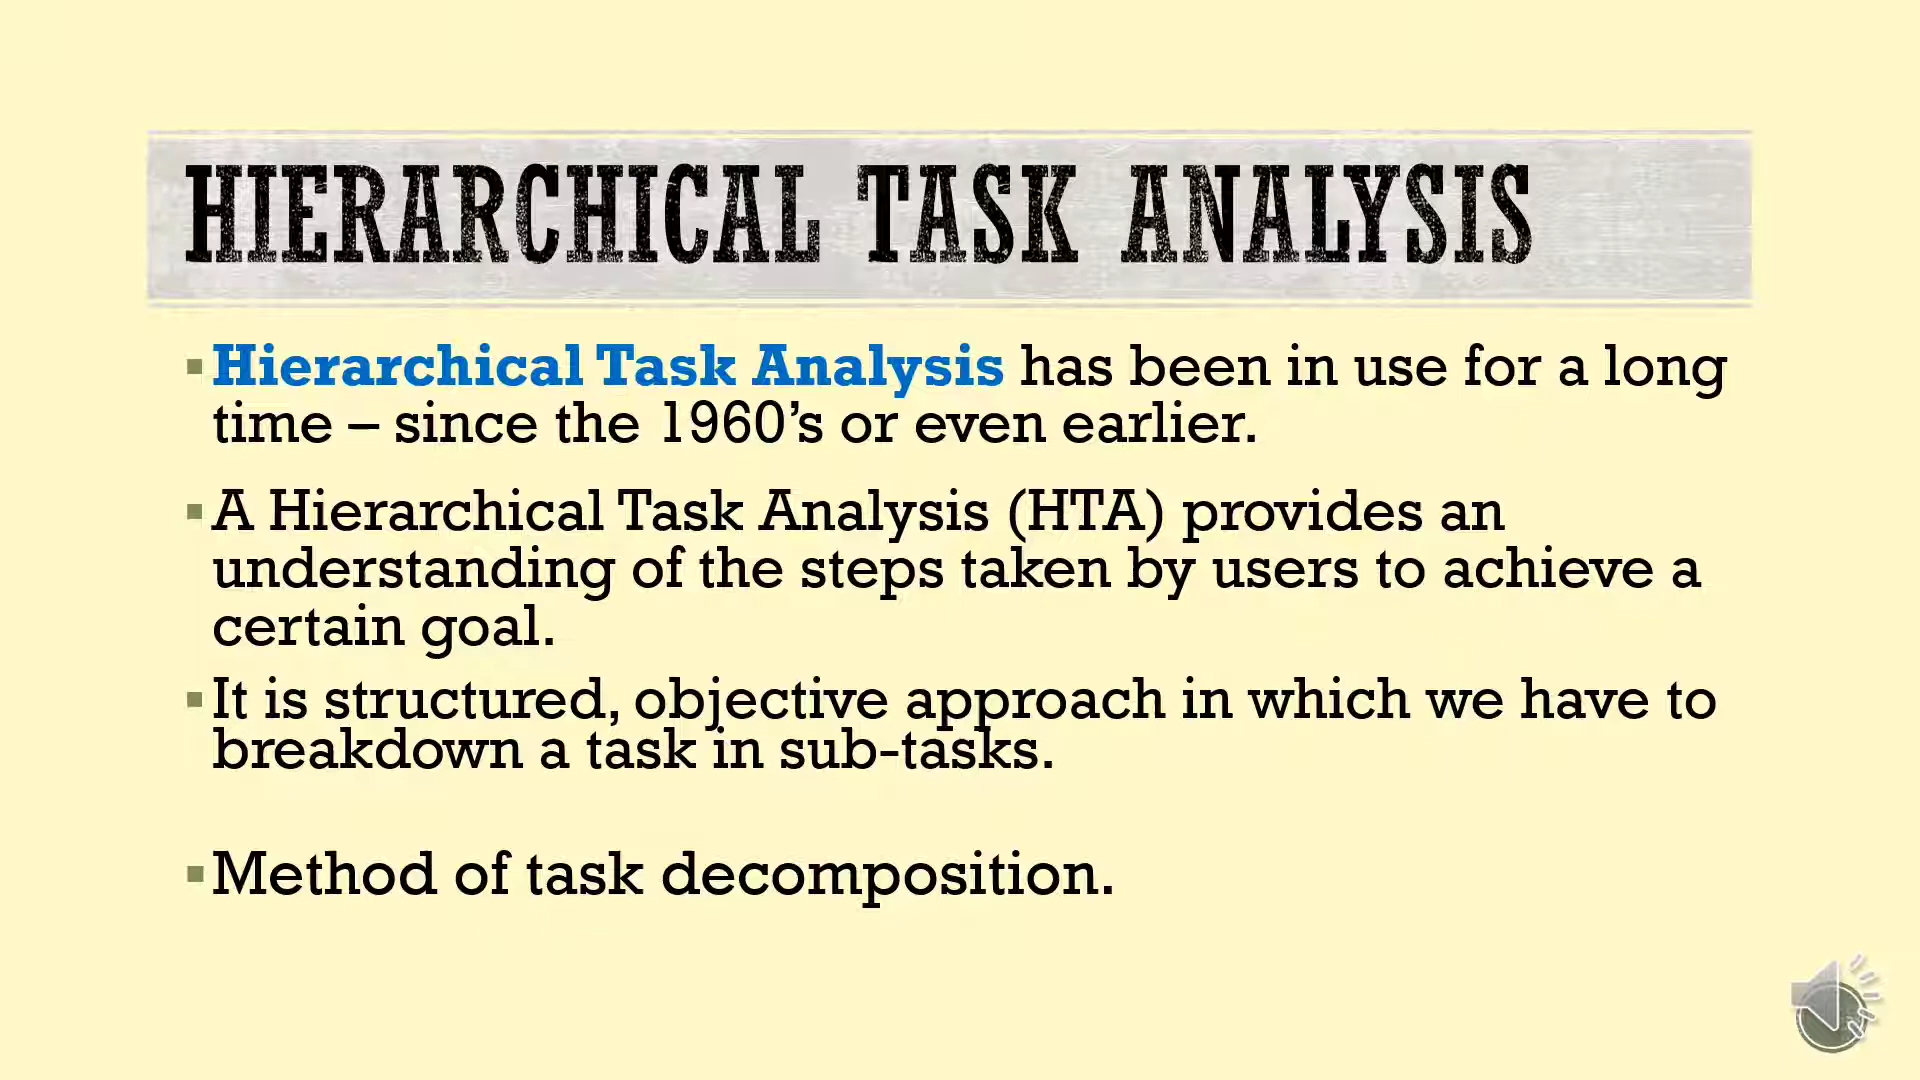 HIERARCHICAL TASK ANALYSIS
▪Hierarchical Task Analysis has been in use for a long
time – since the 1960’s or even earlier.
▪A Hierarchical Task Analysis (HTA) provides an
understanding of the steps taken by users to achieve a
certain goal.
▪It is structured, objective approach in which we have to
breakdown a task in sub-tasks.
▪Method of task decomposition.